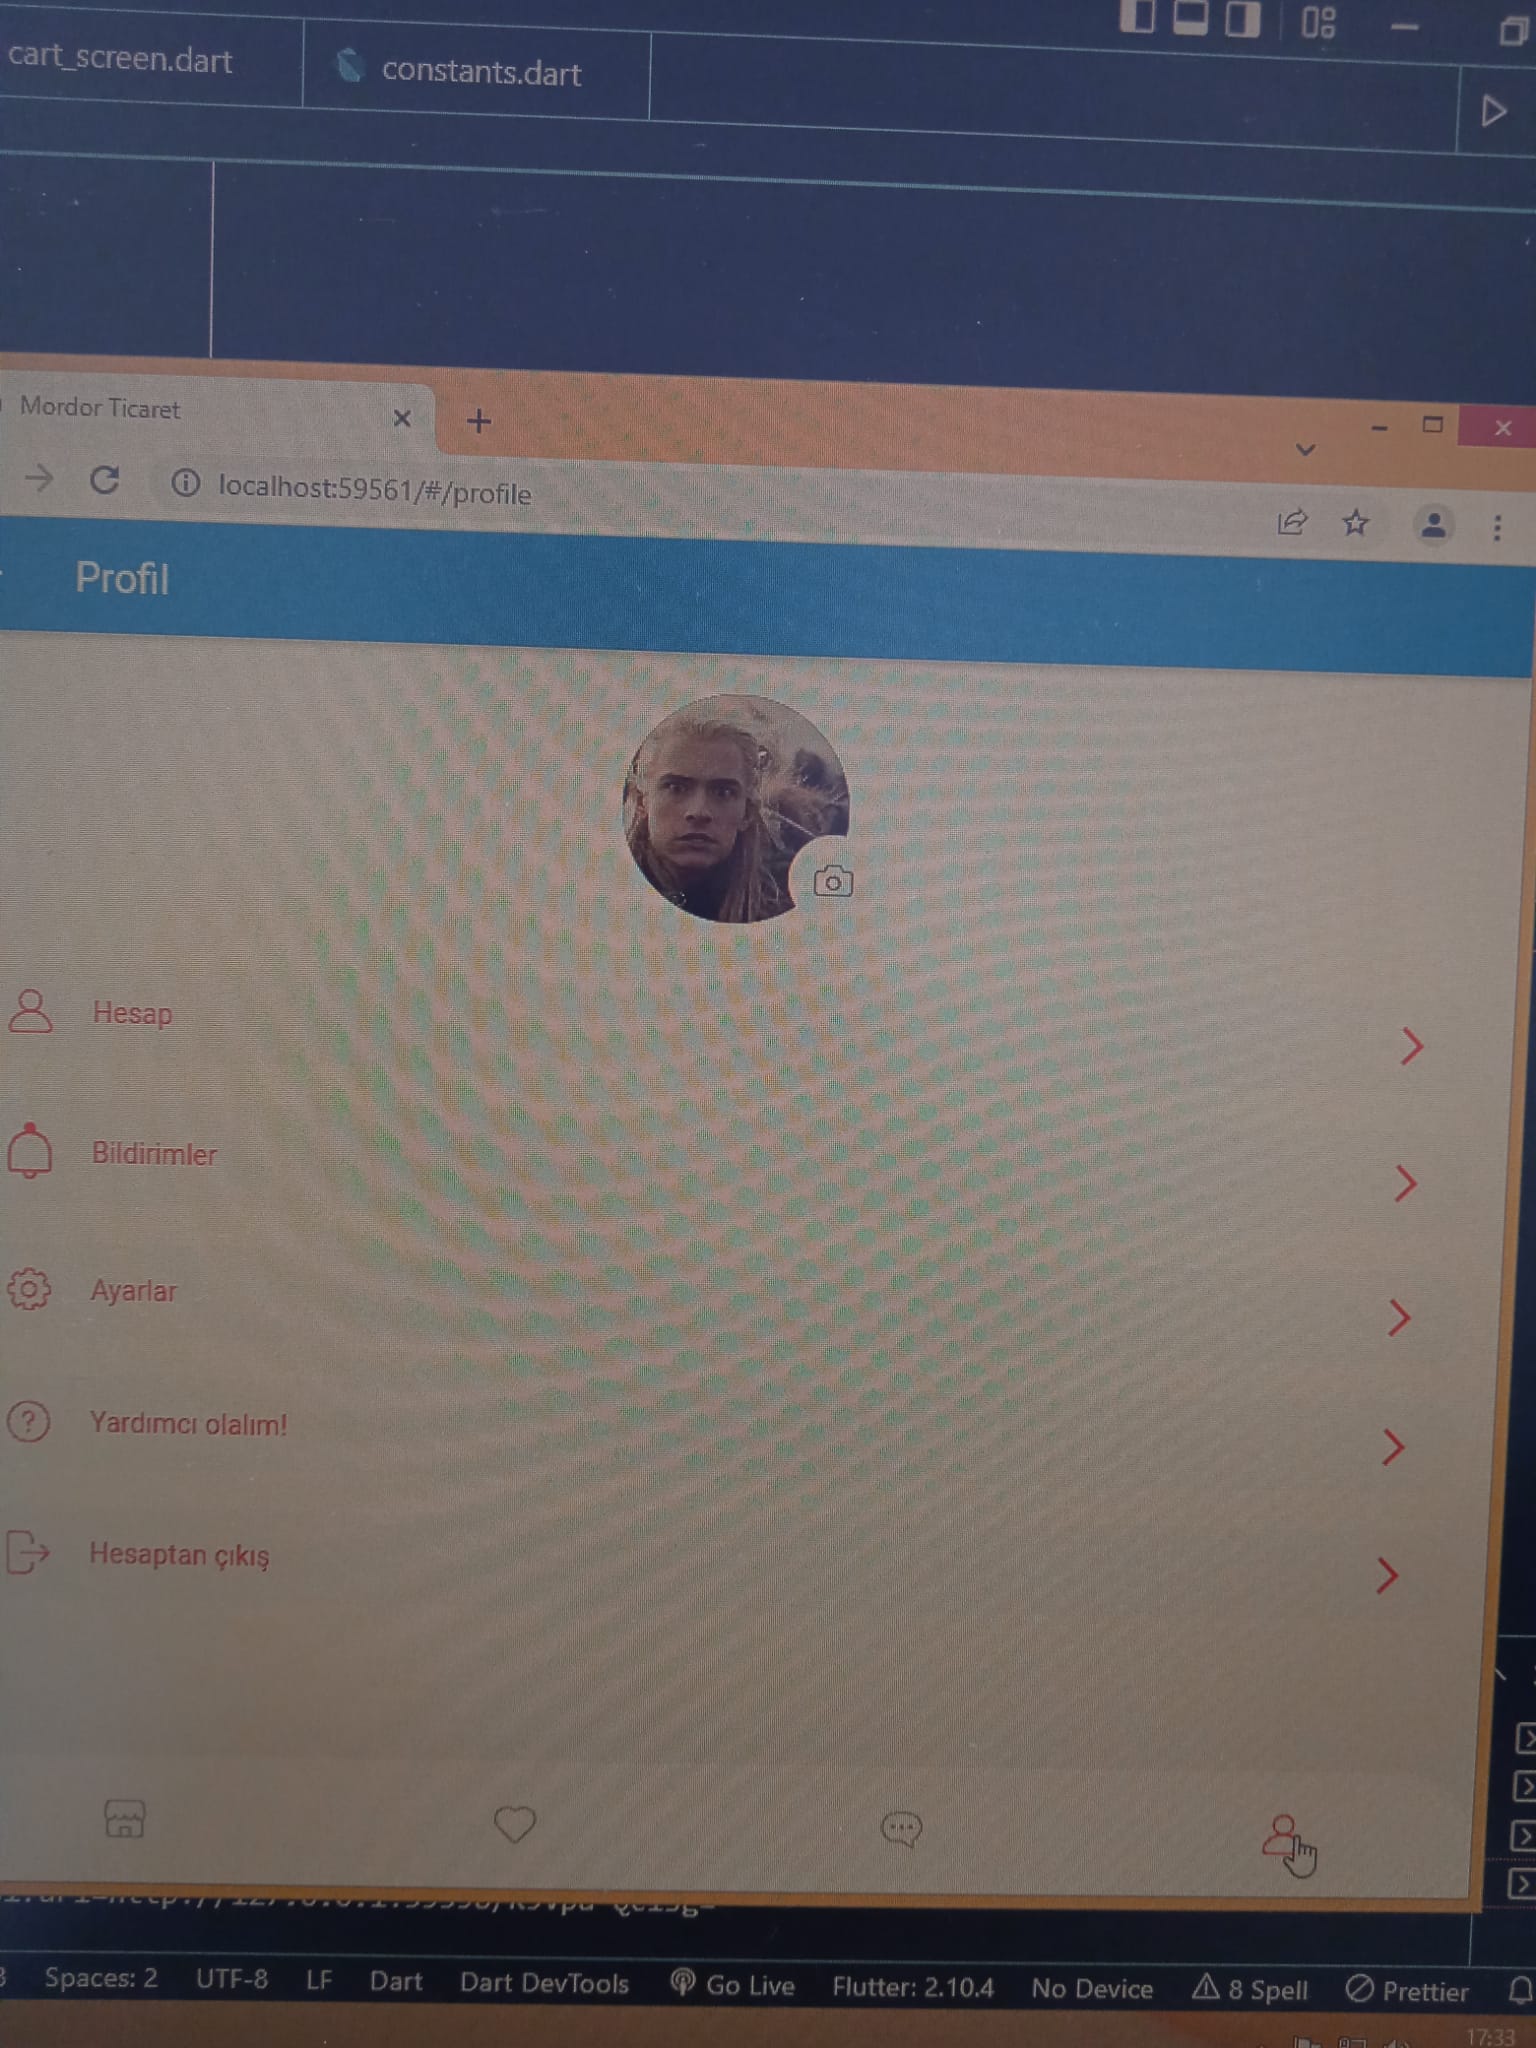 cart_screen.dart
constants.dart
Mordor Ticaret
localhost:59561/#/profile
Profil
Hesap
Bildirimler
Ayarlar
Yardımcı olalım!
Hesaptan çıkış
Spaces: 2 UTF-8 LF Dart Dart DevTools Go Live Flutter: 2.10.4 No Device 8 Spell Prettier
17:33